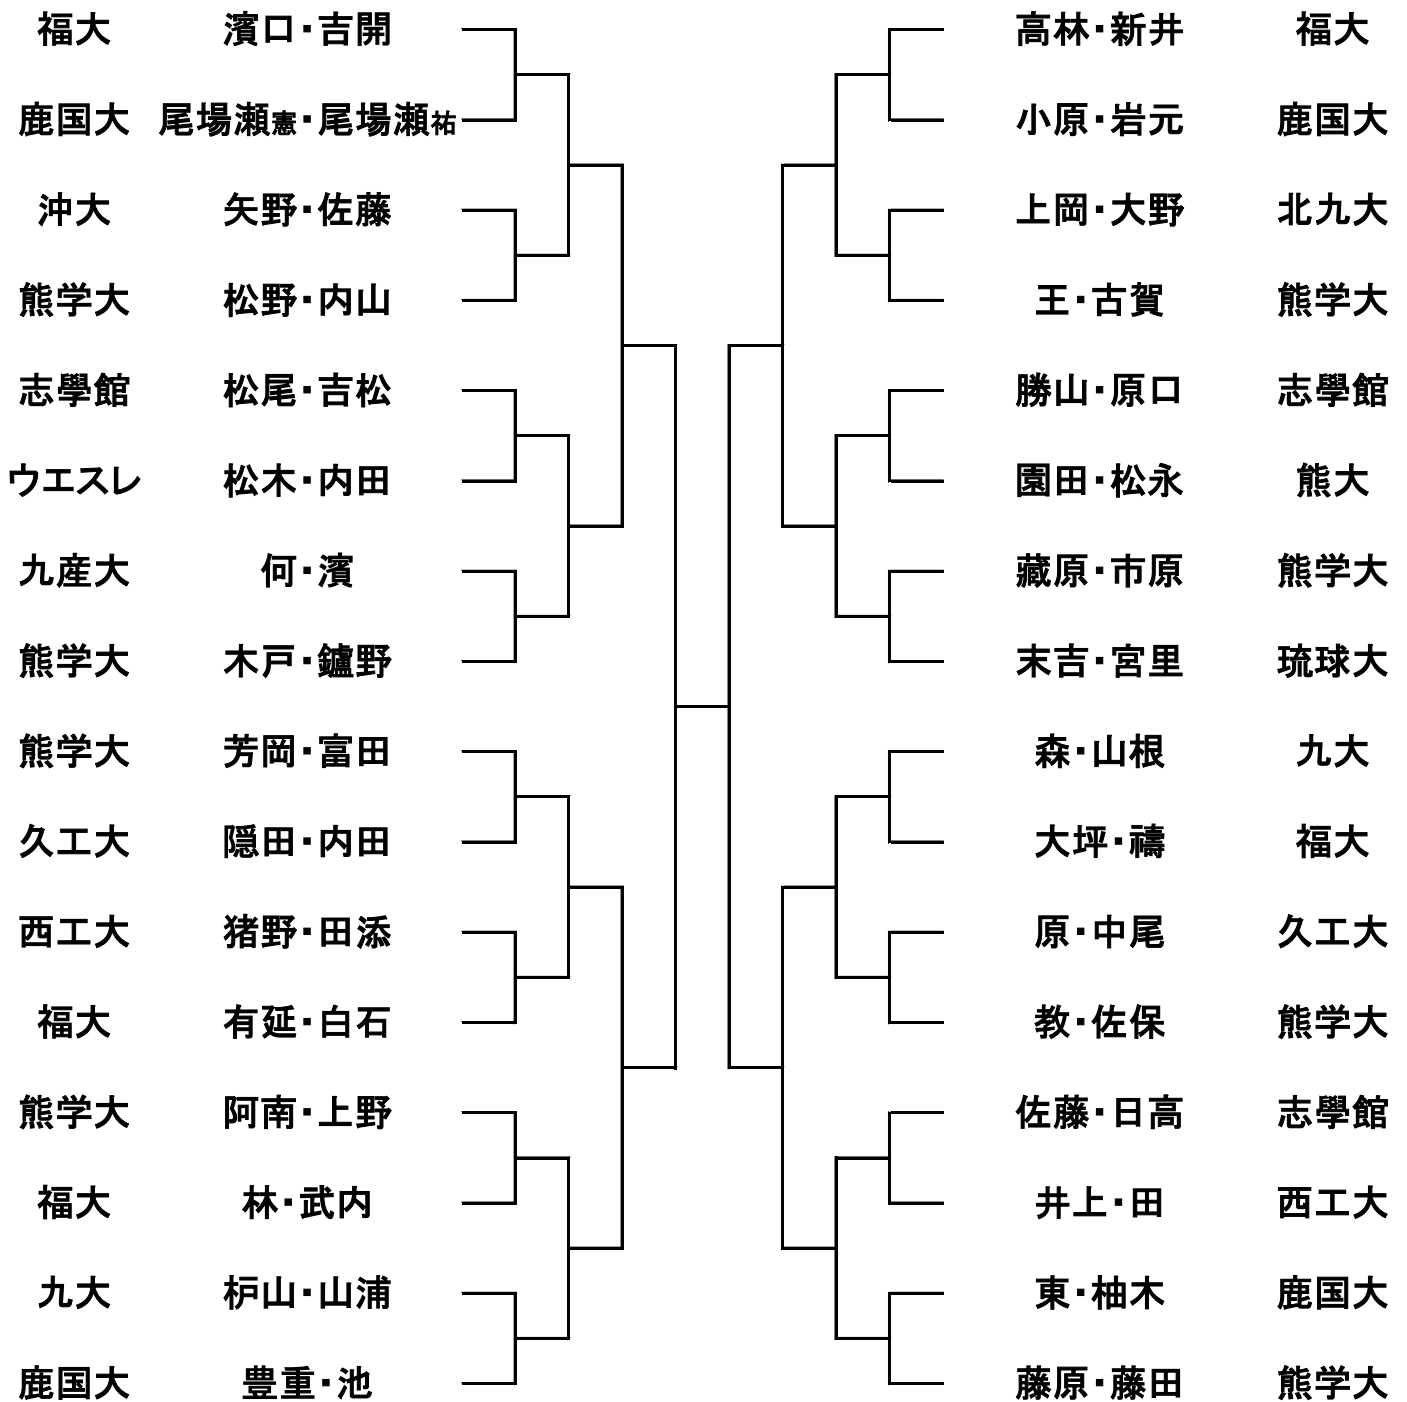 福大 濱口・吉開 高林・新井 福大
鹿国大 尾場瀬憲・尾場瀬祐 小原・岩元 鹿国大
沖大 矢野・佐藤 上岡・大野 北九大
熊学大 松野・内山 王・古賀 熊学大
志學館 松尾・吉松 勝山・原口 志學館
ウエスレ 松木・内田 園田・松永 熊大
九産大 何・濱 藏原・市原 熊学大
熊学大 木戸・鑪野 末吉・宮里 琉球大
熊学大 芳岡・富田 森・山根 九大
久工大 隠田・内田 大坪・禱 福大
西工大 猪野・田添 原・中尾 久工大
福大 有延・白石 教・佐保 熊学大
熊学大 阿南・上野 佐藤・日高 志學館
福大 林・武内 井上・田 西工大
九大 枦山・山浦 東・柚木 鹿国大
鹿国大 豊重・池 藤原・藤田 熊学大